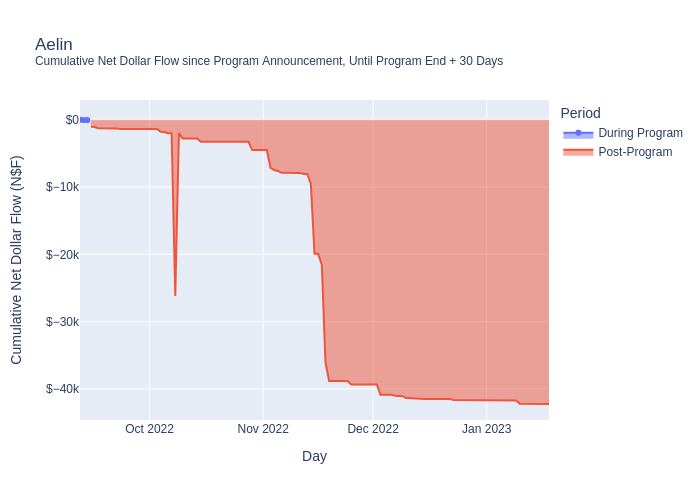 Aelin
Cumulative Net Dollar Flow since Program Announcement, Until Program End + 30 Days
Period
During Program
Post-Program
Cumulative Net Dollar Flow (N$F)
$0
$−10k
$−20k
$−30k
$−40k
Oct 2022
Nov 2022
Dec 2022
Jan 2023
Day